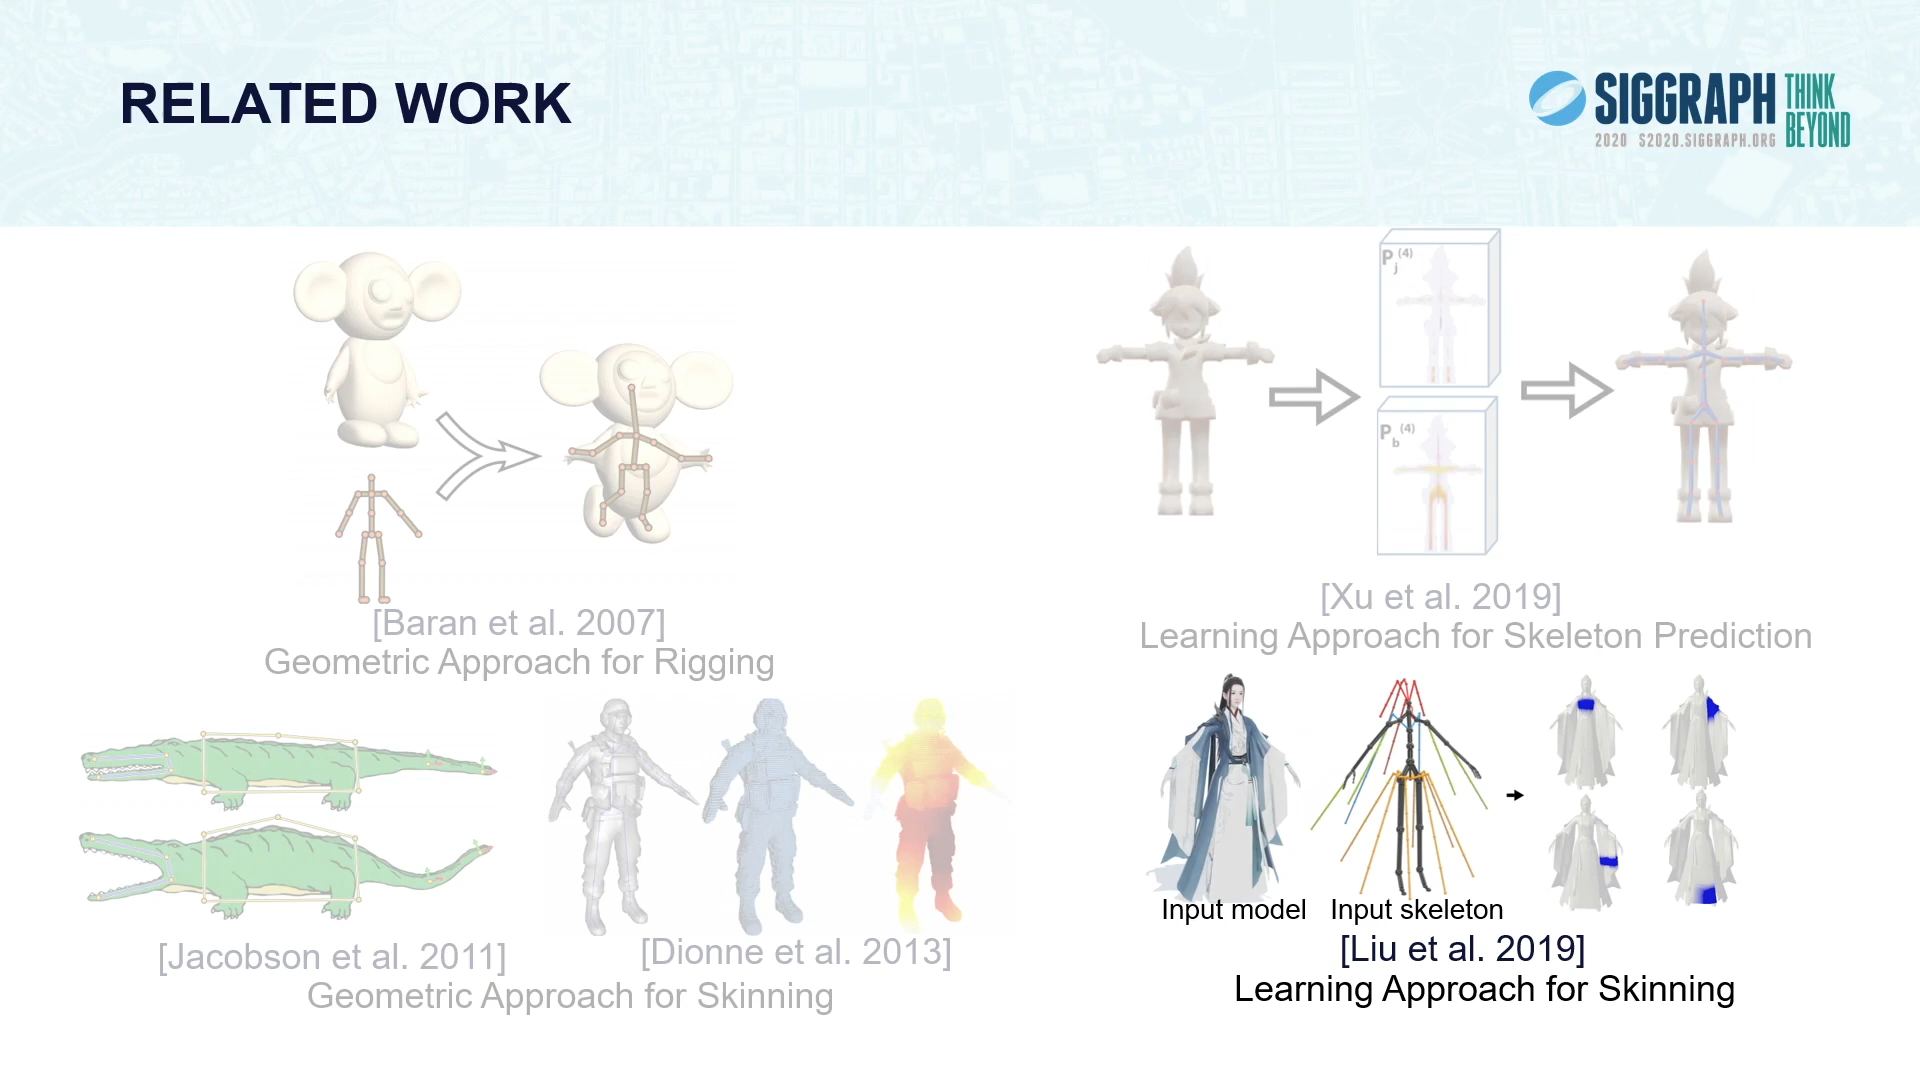 RELATED WORK
SIGGRAPH
THINK
BEYOND
2020 S2020.SIGGRAPH.ORG
[Baran et al. 2007]
Geometric Approach for Rigging
Pj(4)
Pb(4)
[Xu et al. 2019]
Learning Approach for Skeleton Prediction
[Jacobson et al. 2011]
[Dionne et al. 2013]
Geometric Approach for Skinning
Input model
Input skeleton
[Liu et al. 2019]
Learning Approach for Skinning